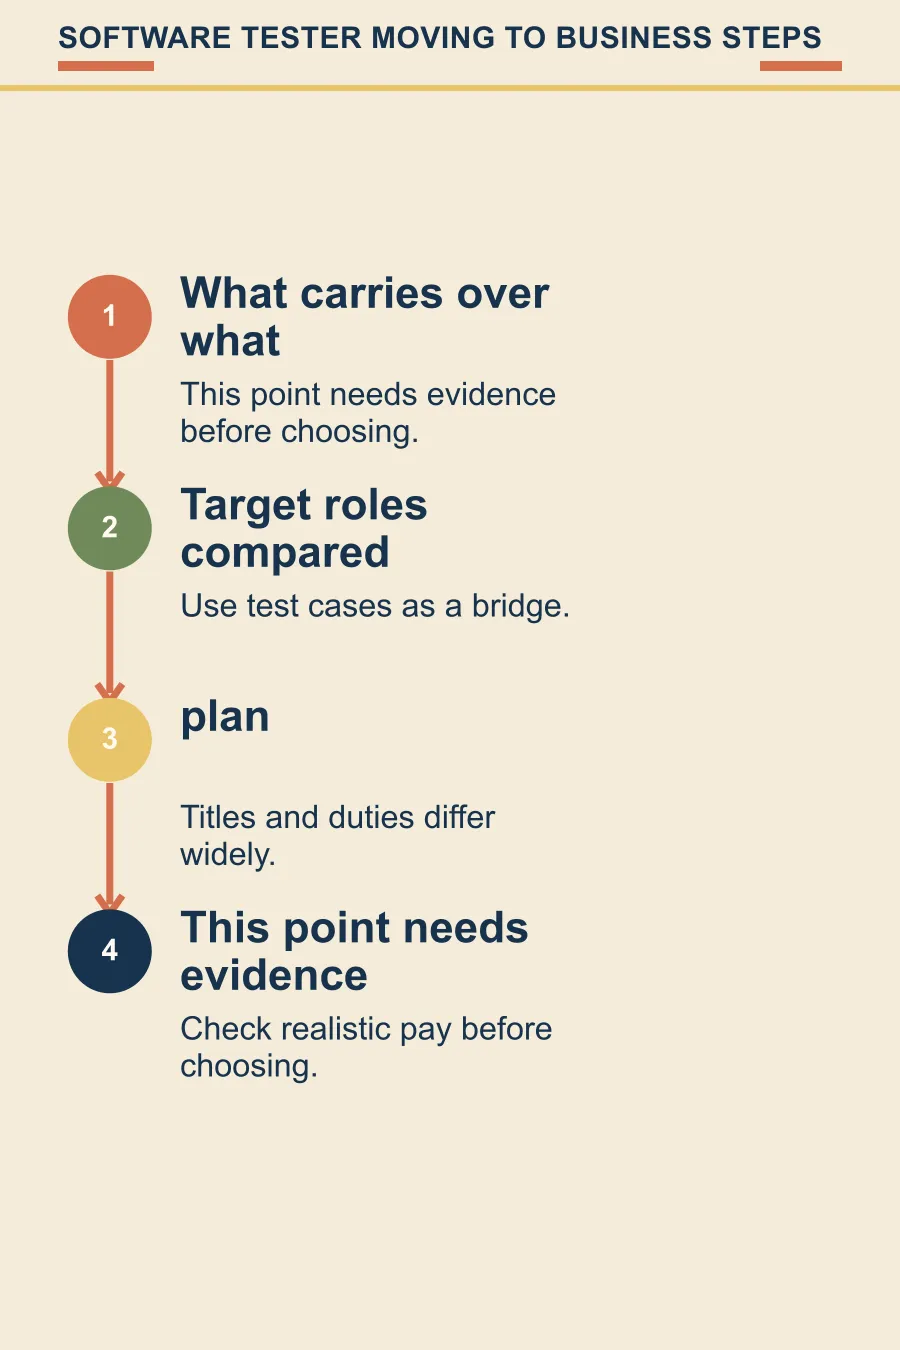 SOFTWARE TESTER MOVING TO BUSINESS STEPS
1
What carries over
what
This point needs evidence
before choosing.
2
Target roles
compared
Use test cases as a bridge.
3
plan
Titles and duties differ
widely.
4
This point needs
evidence
Check realistic pay before
choosing.